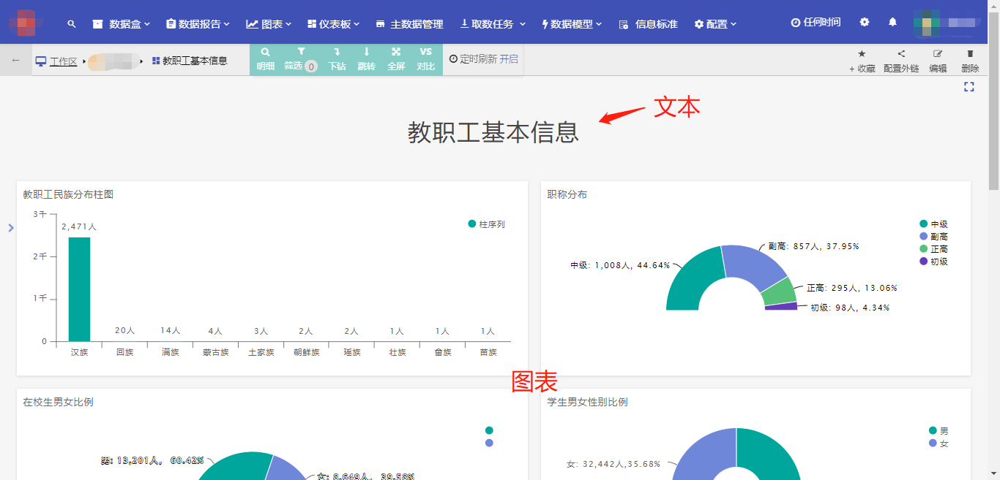 数据盒 数据报告 图表 仪表板 主数据管理 取数任务 数据模型 信息标准 配置 任何时间
← 工作区 教职工基本信息 明细 筛选 0 下钻 跳转 全屏 VS 对比 定时刷新 开启 + 收藏 配置外链 编辑 删除
文本
教职工基本信息
教职工民族分布柱图
柱序列
3千
2千
1千
0
2,471人 20人 14人 4人 3人 2人 2人 1人 1人 1人
汉族 回族 满族 蒙古族 土家族 朝鲜族 瑶族 壮族 畲族 苗族
职称分布
中级
副高
正高
初级
副高: 857人, 37.95%
中级: 1,008人, 44.64%
正高: 295人, 13.06%
初级: 98人, 4.34%
图表
在校生男女比例
男: 13,201人, 60.42%
女: 8,649人, 39.58%
学生男女性别比例
男
女
女: 32,442人,35.68%